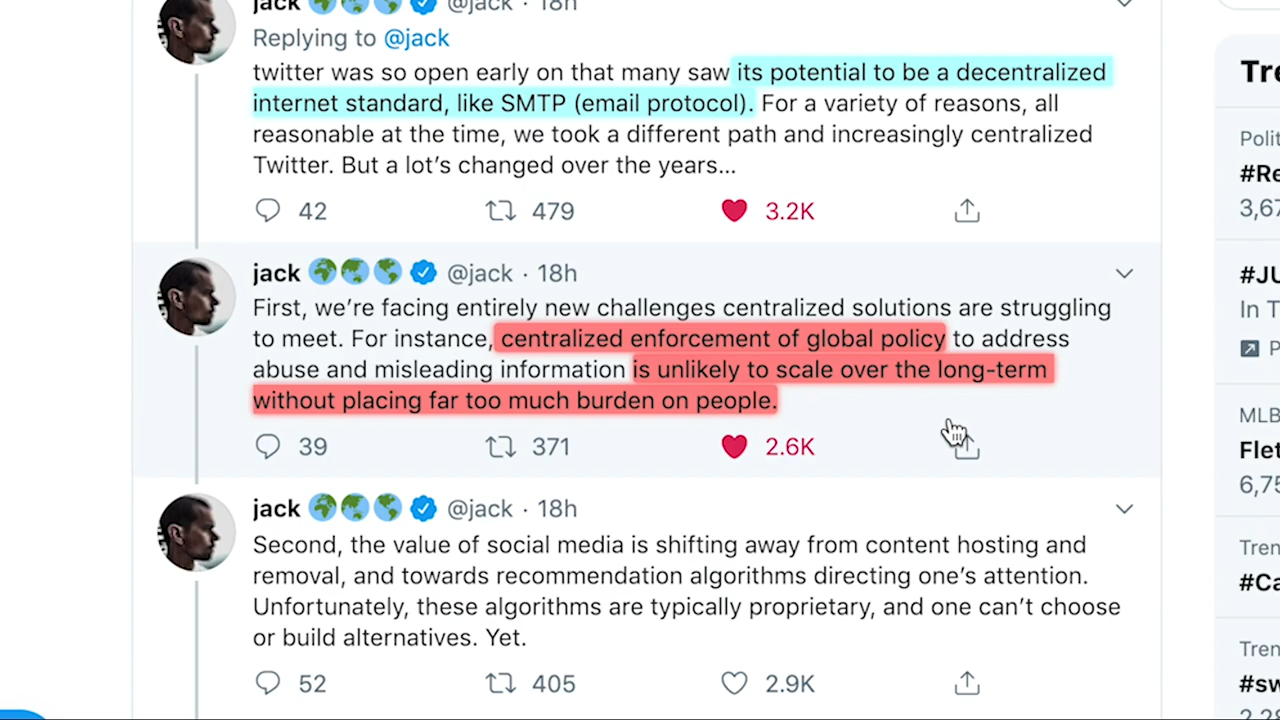 jack @jack · 18h
Replying to @jack
twitter was so open early on that many saw its potential to be a decentralized
internet standard, like SMTP (email protocol). For a variety of reasons, all
reasonable at the time, we took a different path and increasingly centralized
Twitter. But a lot's changed over the years...
42 479 3.2K
jack @jack · 18h
First, we're facing entirely new challenges centralized solutions are struggling
to meet. For instance, centralized enforcement of global policy to address
abuse and misleading information is unlikely to scale over the long-term
without placing far too much burden on people.
39 371 2.6K
jack @jack · 18h
Second, the value of social media is shifting away from content hosting and
removal, and towards recommendation algorithms directing one's attention.
Unfortunately, these algorithms are typically proprietary, and one can't choose
or build alternatives. Yet.
52 405 2.9K
Tre
Polit
#Re
3,67
#JU
In T
P
MLB
Flet
6,75
Tren
#Ca
Tren
#sw